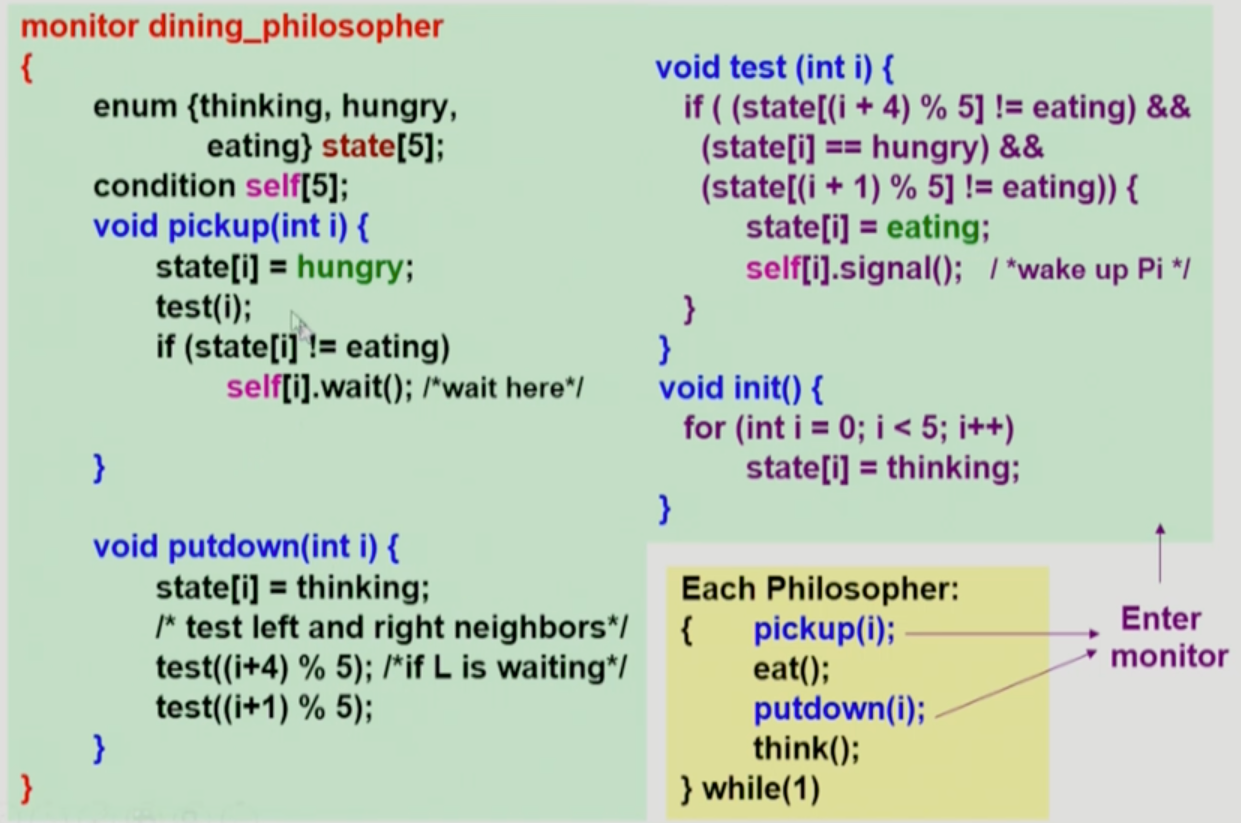 monitor dining_philosopher
{
enum {thinking, hungry,
eating} state[5];
condition self[5];
void pickup(int i) {
state[i] = hungry;
test(i);
if (state[i] != eating)
self[i].wait(); /*wait here*/
}
void putdown(int i) {
state[i] = thinking;
/* test left and right neighbors*/
test((i+4) % 5); /*if L is waiting*/
test((i+1) % 5);
}
}
void test (int i) {
if ( (state[(i + 4) % 5] != eating) &&
(state[i] == hungry) &&
(state[(i + 1) % 5] != eating)) {
state[i] = eating;
self[i].signal(); / *wake up Pi */
}
}
void init() {
for (int i = 0; i < 5; i++)
state[i] = thinking;
}
Each Philosopher:
{ pickup(i);
eat();
putdown(i);
think();
} while(1)
Enter
monitor